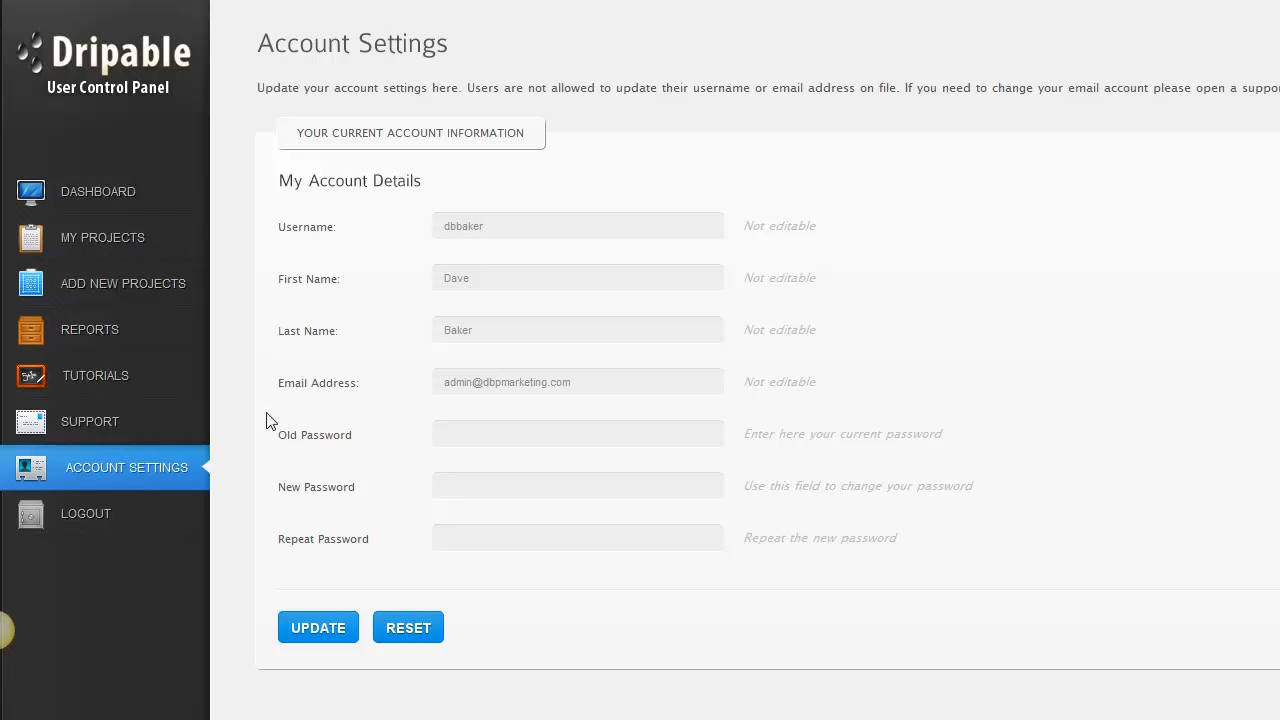 Dripable
User Control Panel
DASHBOARD
MY PROJECTS
ADD NEW PROJECTS
REPORTS
TUTORIALS
SUPPORT
ACCOUNT SETTINGS
LOGOUT
Account Settings
Update your account settings here. Users are not allowed to update their username or email address on file. If you need to change your email account please open a
YOUR CURRENT ACCOUNT INFORMATION
My Account Details
Username: dbbaker Not editable
First Name: Dave Not editable
Last Name: Baker Not editable
Email Address: admin@dbpmarketing.com Not editable
Old Password Enter here your current password
New Password Use this field to change your password
Repeat Password Repeat the new password
UPDATE RESET